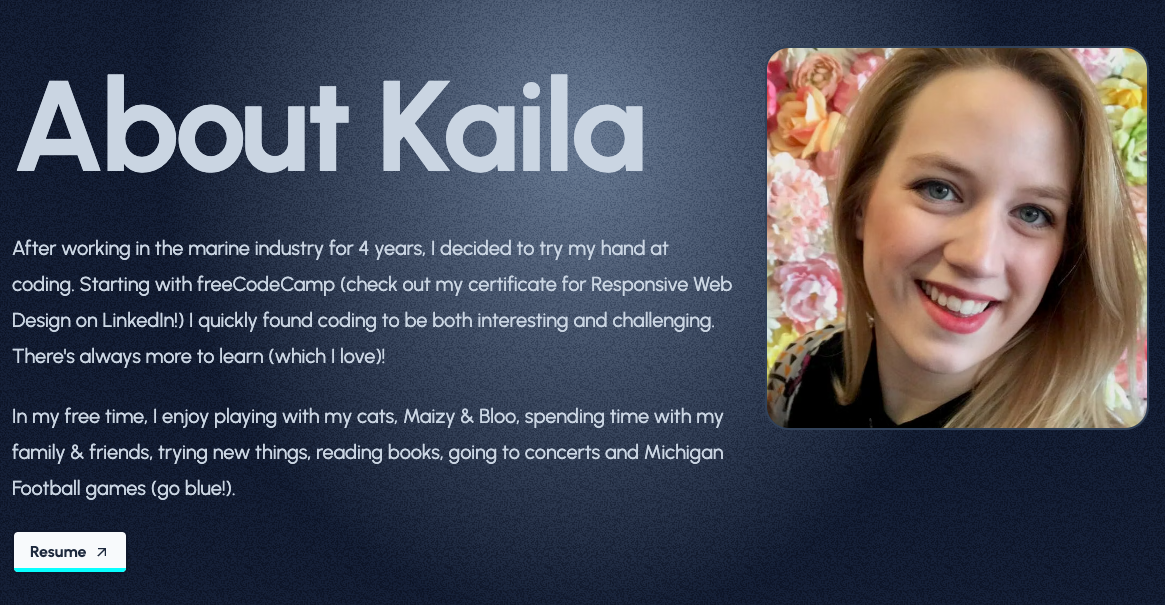 About Kaila
After working in the marine industry for 4 years, I decided to try my hand at
coding. Starting with freeCodeCamp (check out my certificate for Responsive Web
Design on LinkedIn!) I quickly found coding to be both interesting and challenging.
There's always more to learn (which I love)!
In my free time, I enjoy playing with my cats, Maizy & Bloo, spending time with my
family & friends, trying new things, reading books, going to concerts and Michigan
Football games (go blue!).
Resume